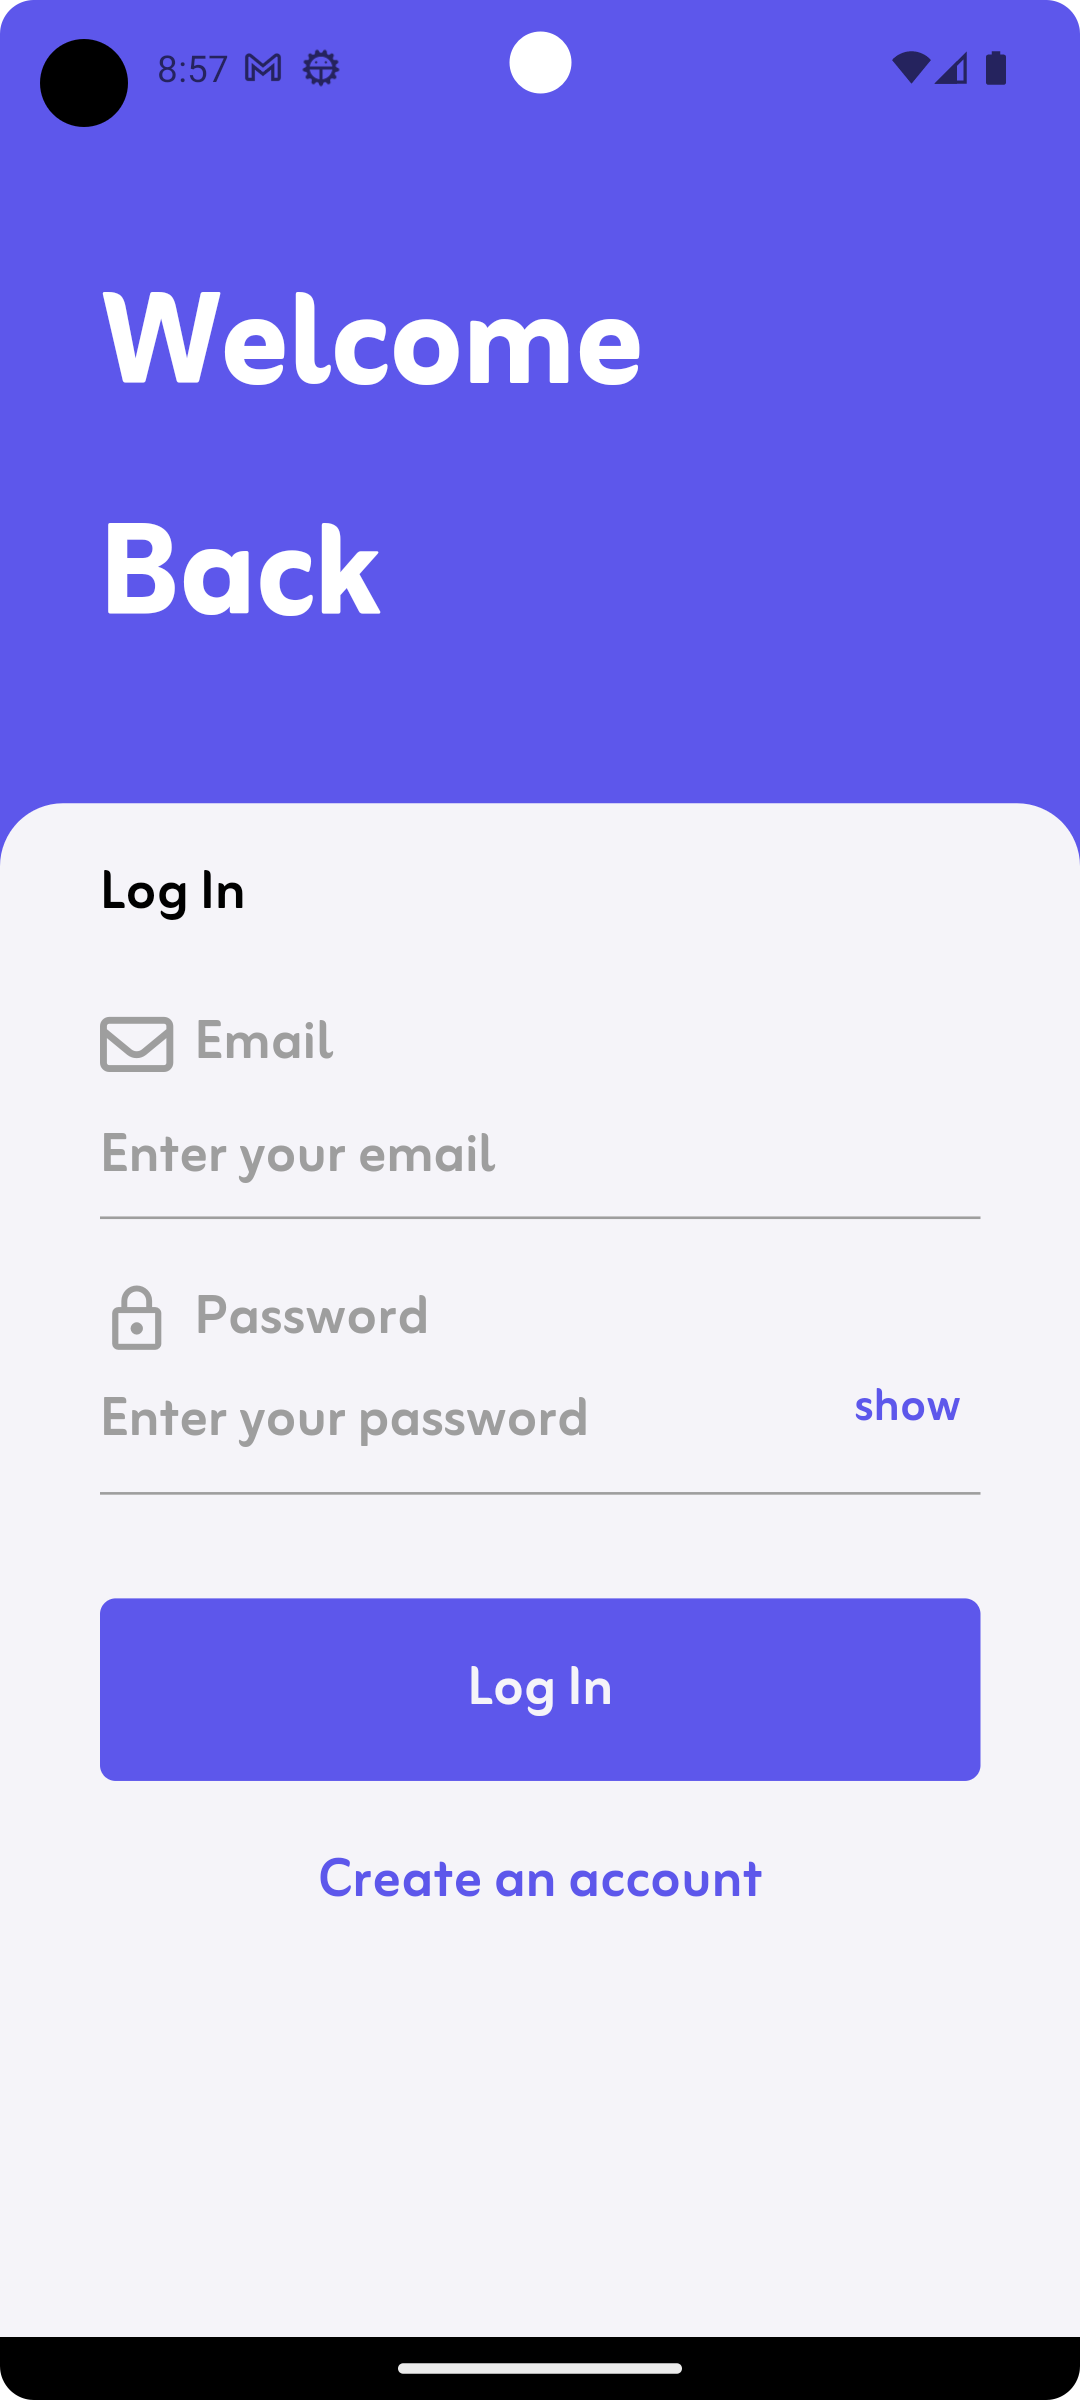 8:57
Welcome
Back
Log In
Email
Enter your email
Password
Enter your password
show
Log In
Create an account